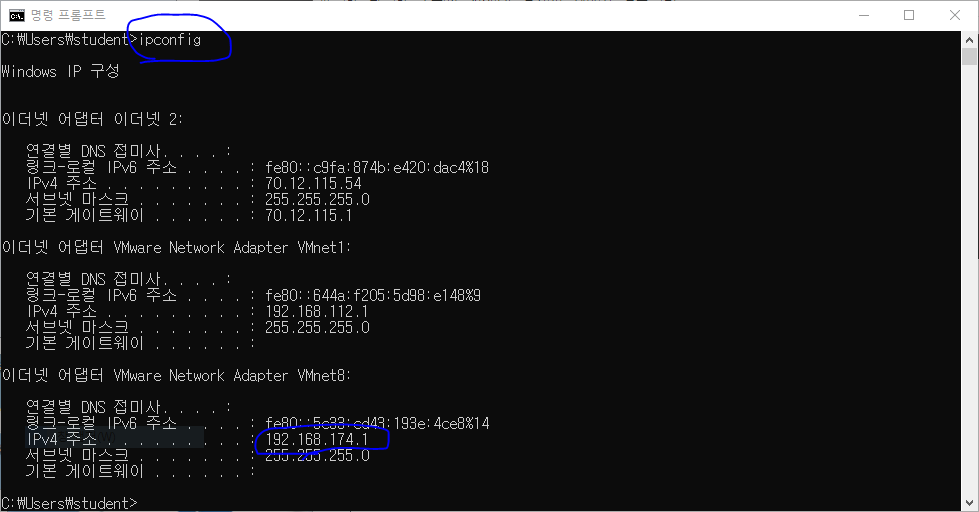 명령 프롬프트
C:\Users\student>ipconfig
Windows IP 구성
이더넷 어댑터 이더넷 2:
연결별 DNS 접미사. . . . :
링크-로컬 IPv6 주소 . . . . : fe80::c9fa:874b:e420:dac4%18
IPv4 주소 . . . . . . . . . : 70.12.115.54
서브넷 마스크 . . . . . . . : 255.255.255.0
기본 게이트웨이 . . . . . . : 70.12.115.1
이더넷 어댑터 VMware Network Adapter VMnet1:
연결별 DNS 접미사. . . . :
링크-로컬 IPv6 주소 . . . . : fe80::644a:f205:5d98:e148%9
IPv4 주소 . . . . . . . . . : 192.168.112.1
서브넷 마스크 . . . . . . . : 255.255.255.0
기본 게이트웨이 . . . . . . :
이더넷 어댑터 VMware Network Adapter VMnet8:
연결별 DNS 접미사. . . . :
링크-로컬 IPv6 주소 . . . . : fe80::5c33:cd43:193e:4ce8%14
IPv4 주소 . . . . . . . . . : 192.168.174.1
서브넷 마스크 . . . . . . . : 255.255.255.0
기본 게이트웨이 . . . . . . :
C:\Users\student>